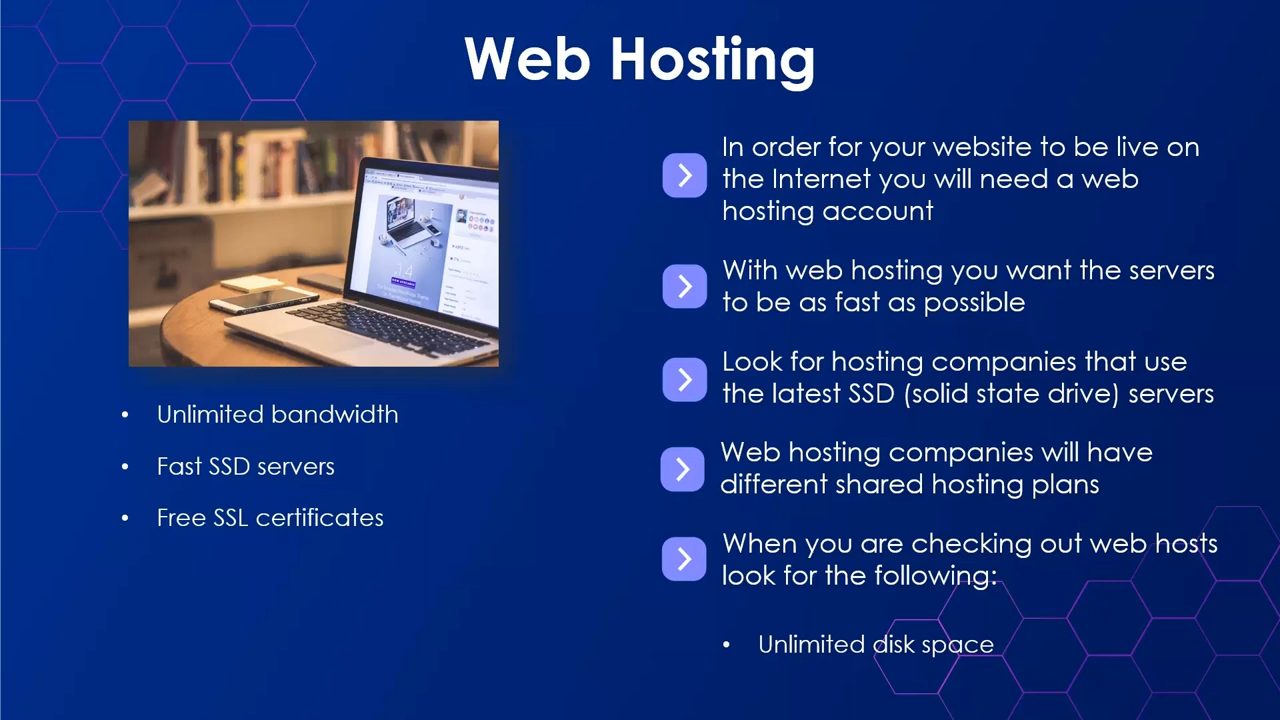 Web Hosting
In order for your website to be live on
the Internet you will need a web
hosting account
With web hosting you want the servers
to be as fast as possible
Look for hosting companies that use
the latest SSD (solid state drive) servers
Web hosting companies will have
different shared hosting plans
When you are checking out web hosts
look for the following:
• Unlimited disk space
• Unlimited bandwidth
• Fast SSD servers
• Free SSL certificates